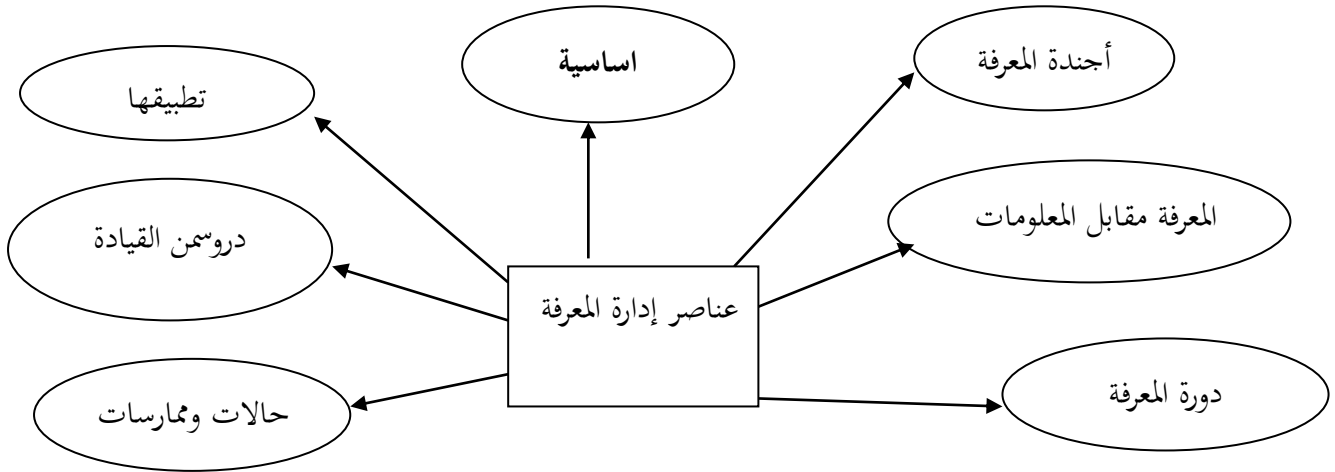 أجندة المعرفة
اساسية
تطبيقها
المعرفة مقابل المعلومات
دروسمن القيادة
عناصر إدارة المعرفة
دورة المعرفة
حالات وممارسات